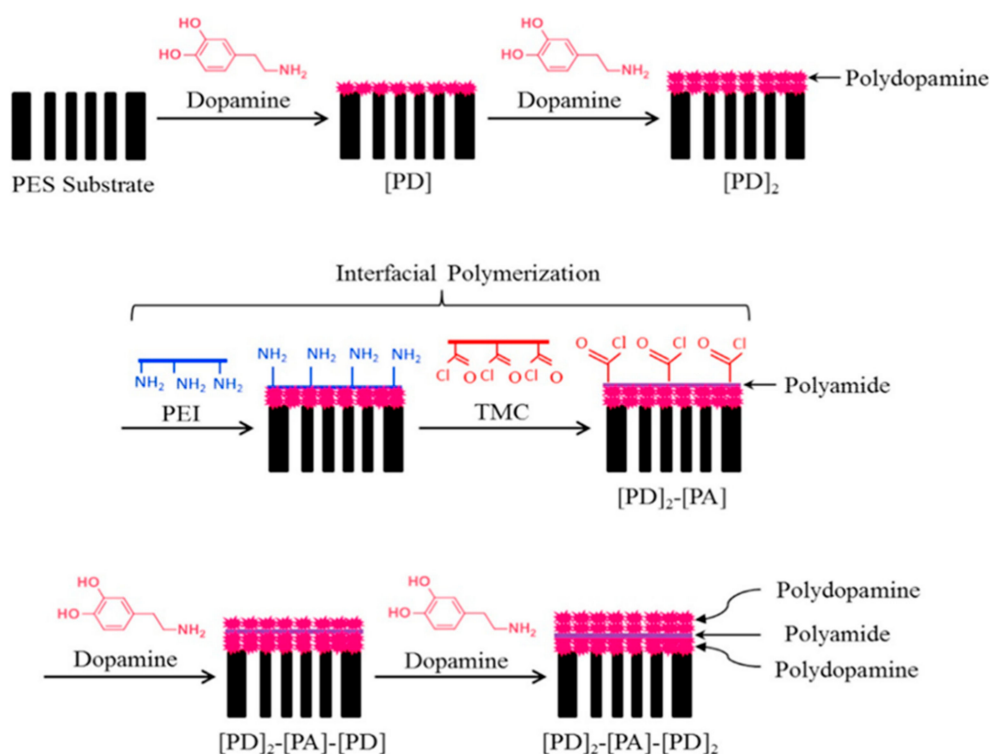 HO
HO
NH₂
Dopamine
HO
HO
NH₂
Dopamine
Polydopamine
PES Substrate
[PD]
[PD]₂
Interfacial Polymerization
NH₂ NH₂ NH₂
PEI
NH₂ NH₂ NH₂ NH₂
Cl O Cl O Cl O
TMC
O Cl O Cl O Cl
Polyamide
[PD]₂-[PA]
HO
HO
NH₂
Dopamine
[PD]₂-[PA]-[PD]
HO
HO
NH₂
Dopamine
Polydopamine
Polyamide
Polydopamine
[PD]₂-[PA]-[PD]₂